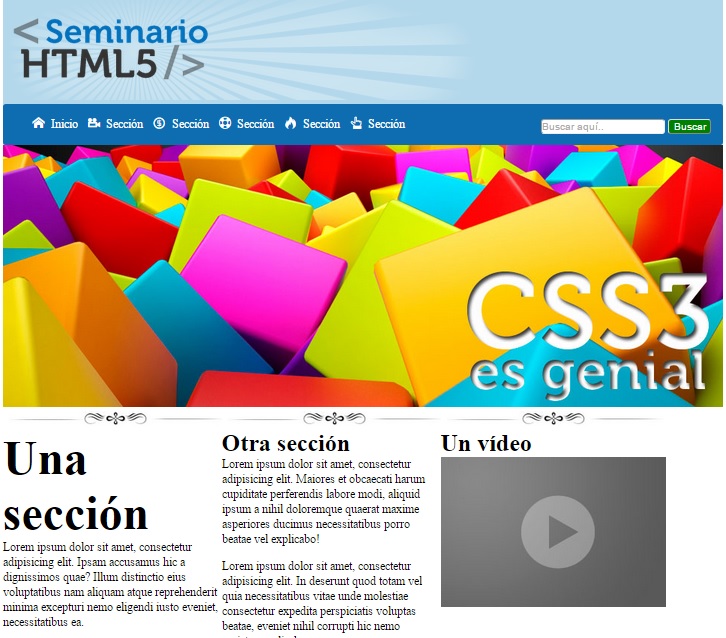 < Seminario
HTML5 />
Inicio Sección Sección Sección Sección Sección
Buscar aquí.. Buscar
CSS3
es genial
Una
sección
Lorem ipsum dolor sit amet, consectetur
adipisicing elit. Ipsam accusamus hic a
dignissimos quae? Illum distinctio eius
voluptatibus nam aliquam atque reprehenderit
minima excepturi nemo eligendi iusto eveniet,
necessitatibus ea.
Otra sección
Lorem ipsum dolor sit amet, consectetur
adipisicing elit. Maiores et obcaecati harum
cupiditate perferendis labore modi, aliquid
ipsum a nihil doloremque quaerat maxime
asperiores ducimus necessitatibus porro
beatae vel explicabo!
Lorem ipsum dolor sit amet, consectetur
adipisicing elit. In deserunt quod totam vel
quia necessitatibus vitae unde molestiae
consectetur expedita perspiciatis voluptas
beatae, eveniet nihil corrupti hic nemo
Un vídeo